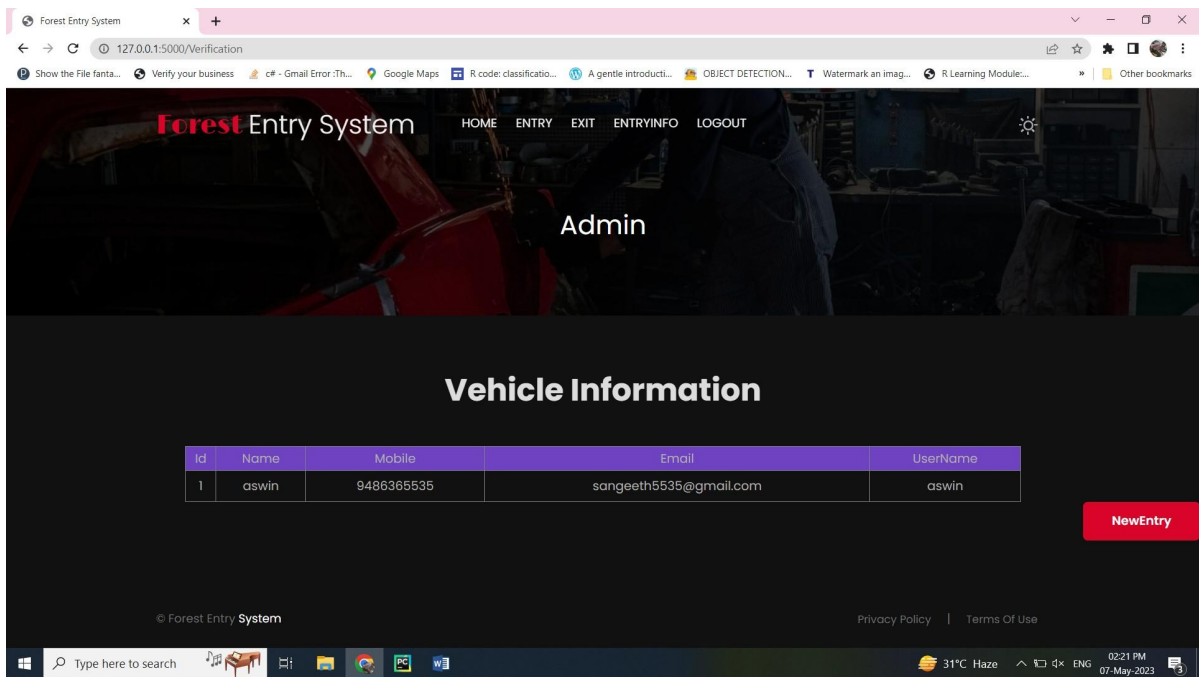 Forest Entry System
127.0.0.1:5000/Verification
Show the File fanta... Verify your business c# - Gmail Error :Th... Google Maps R code: classificatio... A gentle introducti... OBJECT DETECTION... T Watermark an imag... R Learning Module:... » Other bookmarks
Forest Entry System HOME ENTRY EXIT ENTRYINFO LOGOUT
Admin
Vehicle Information
Id Name Mobile Email UserName
1 aswin 9486365535 sangeeth5535@gmail.com aswin
NewEntry
© Forest Entry System Privacy Policy | Terms Of Use
Type here to search PC W 31°C Haze ENG 02:21 PM
07-May-2023 3